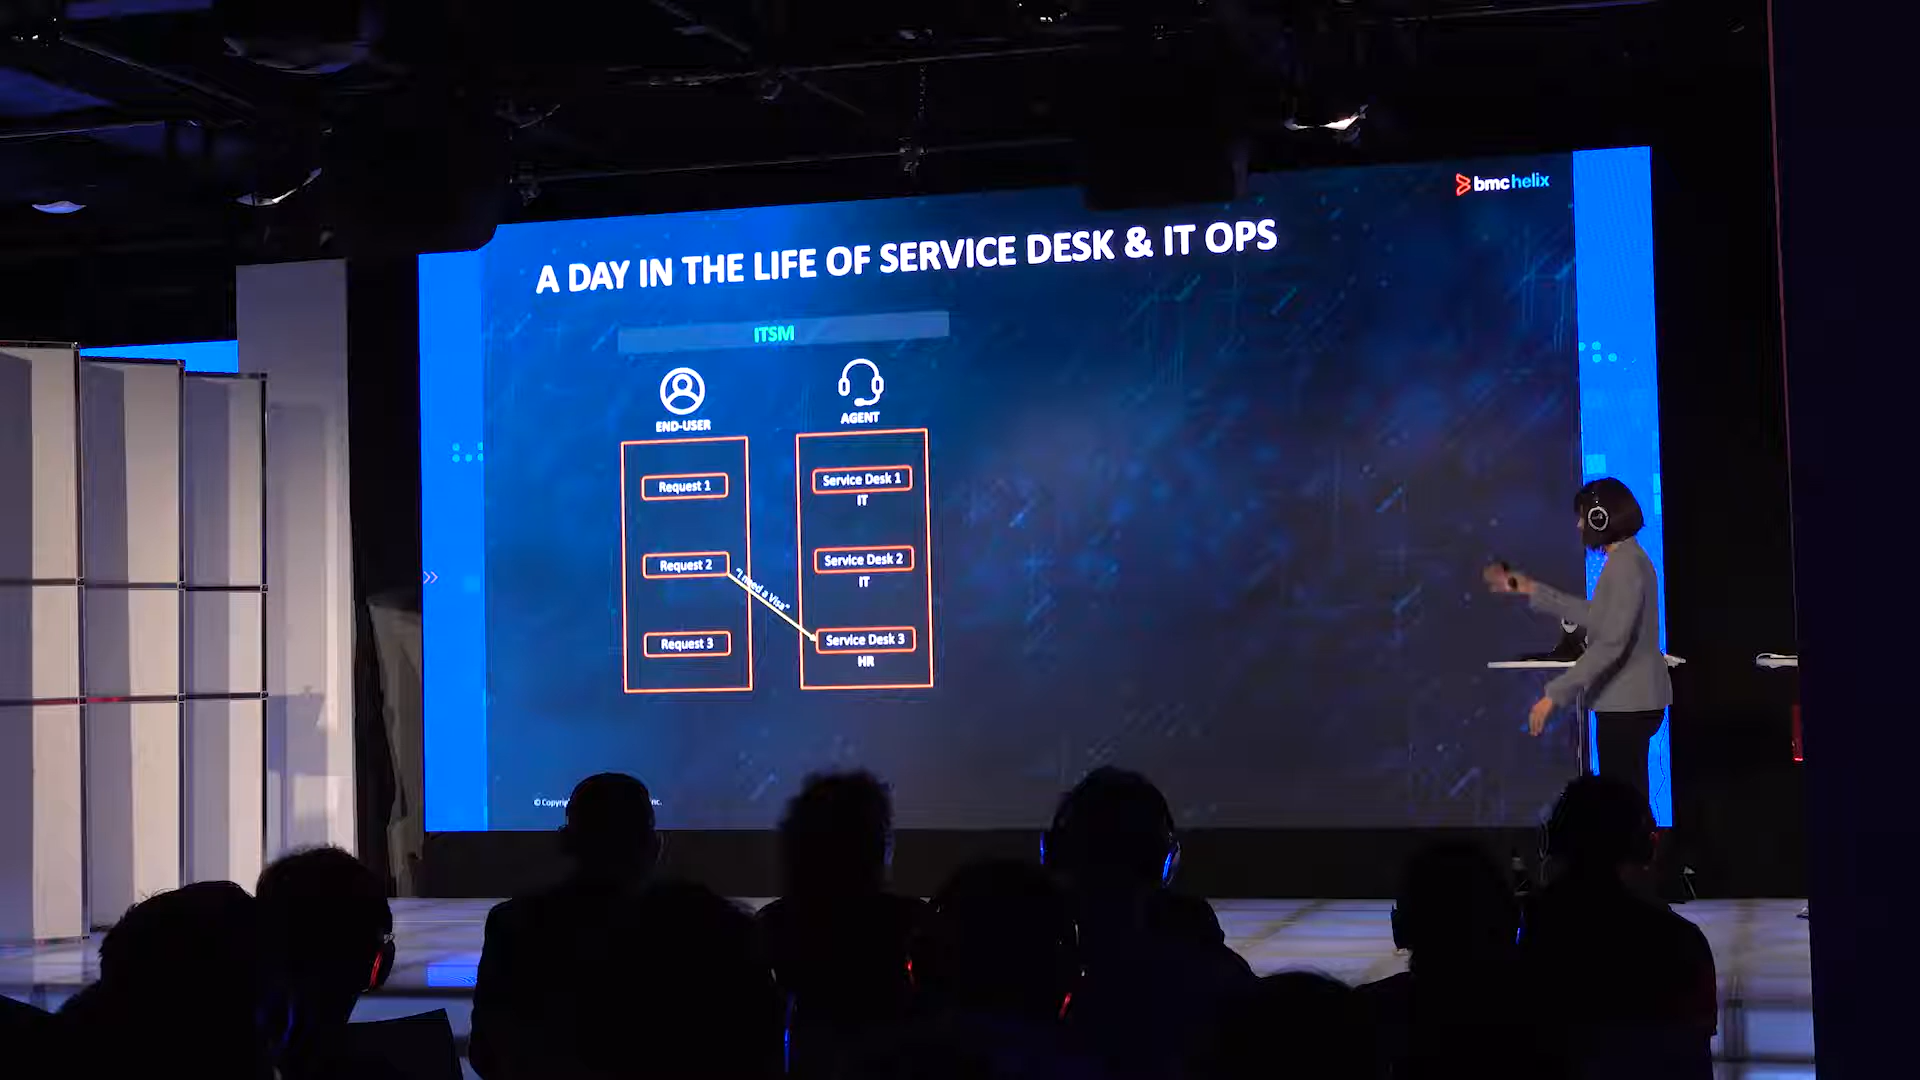 bmc helix
A DAY IN THE LIFE OF SERVICE DESK & IT OPS
ITSM
END-USER
AGENT
Request 1
Service Desk 1
IT
Request 2
"I need a Visa"
Service Desk 2
IT
Request 3
Service Desk 3
HR
©